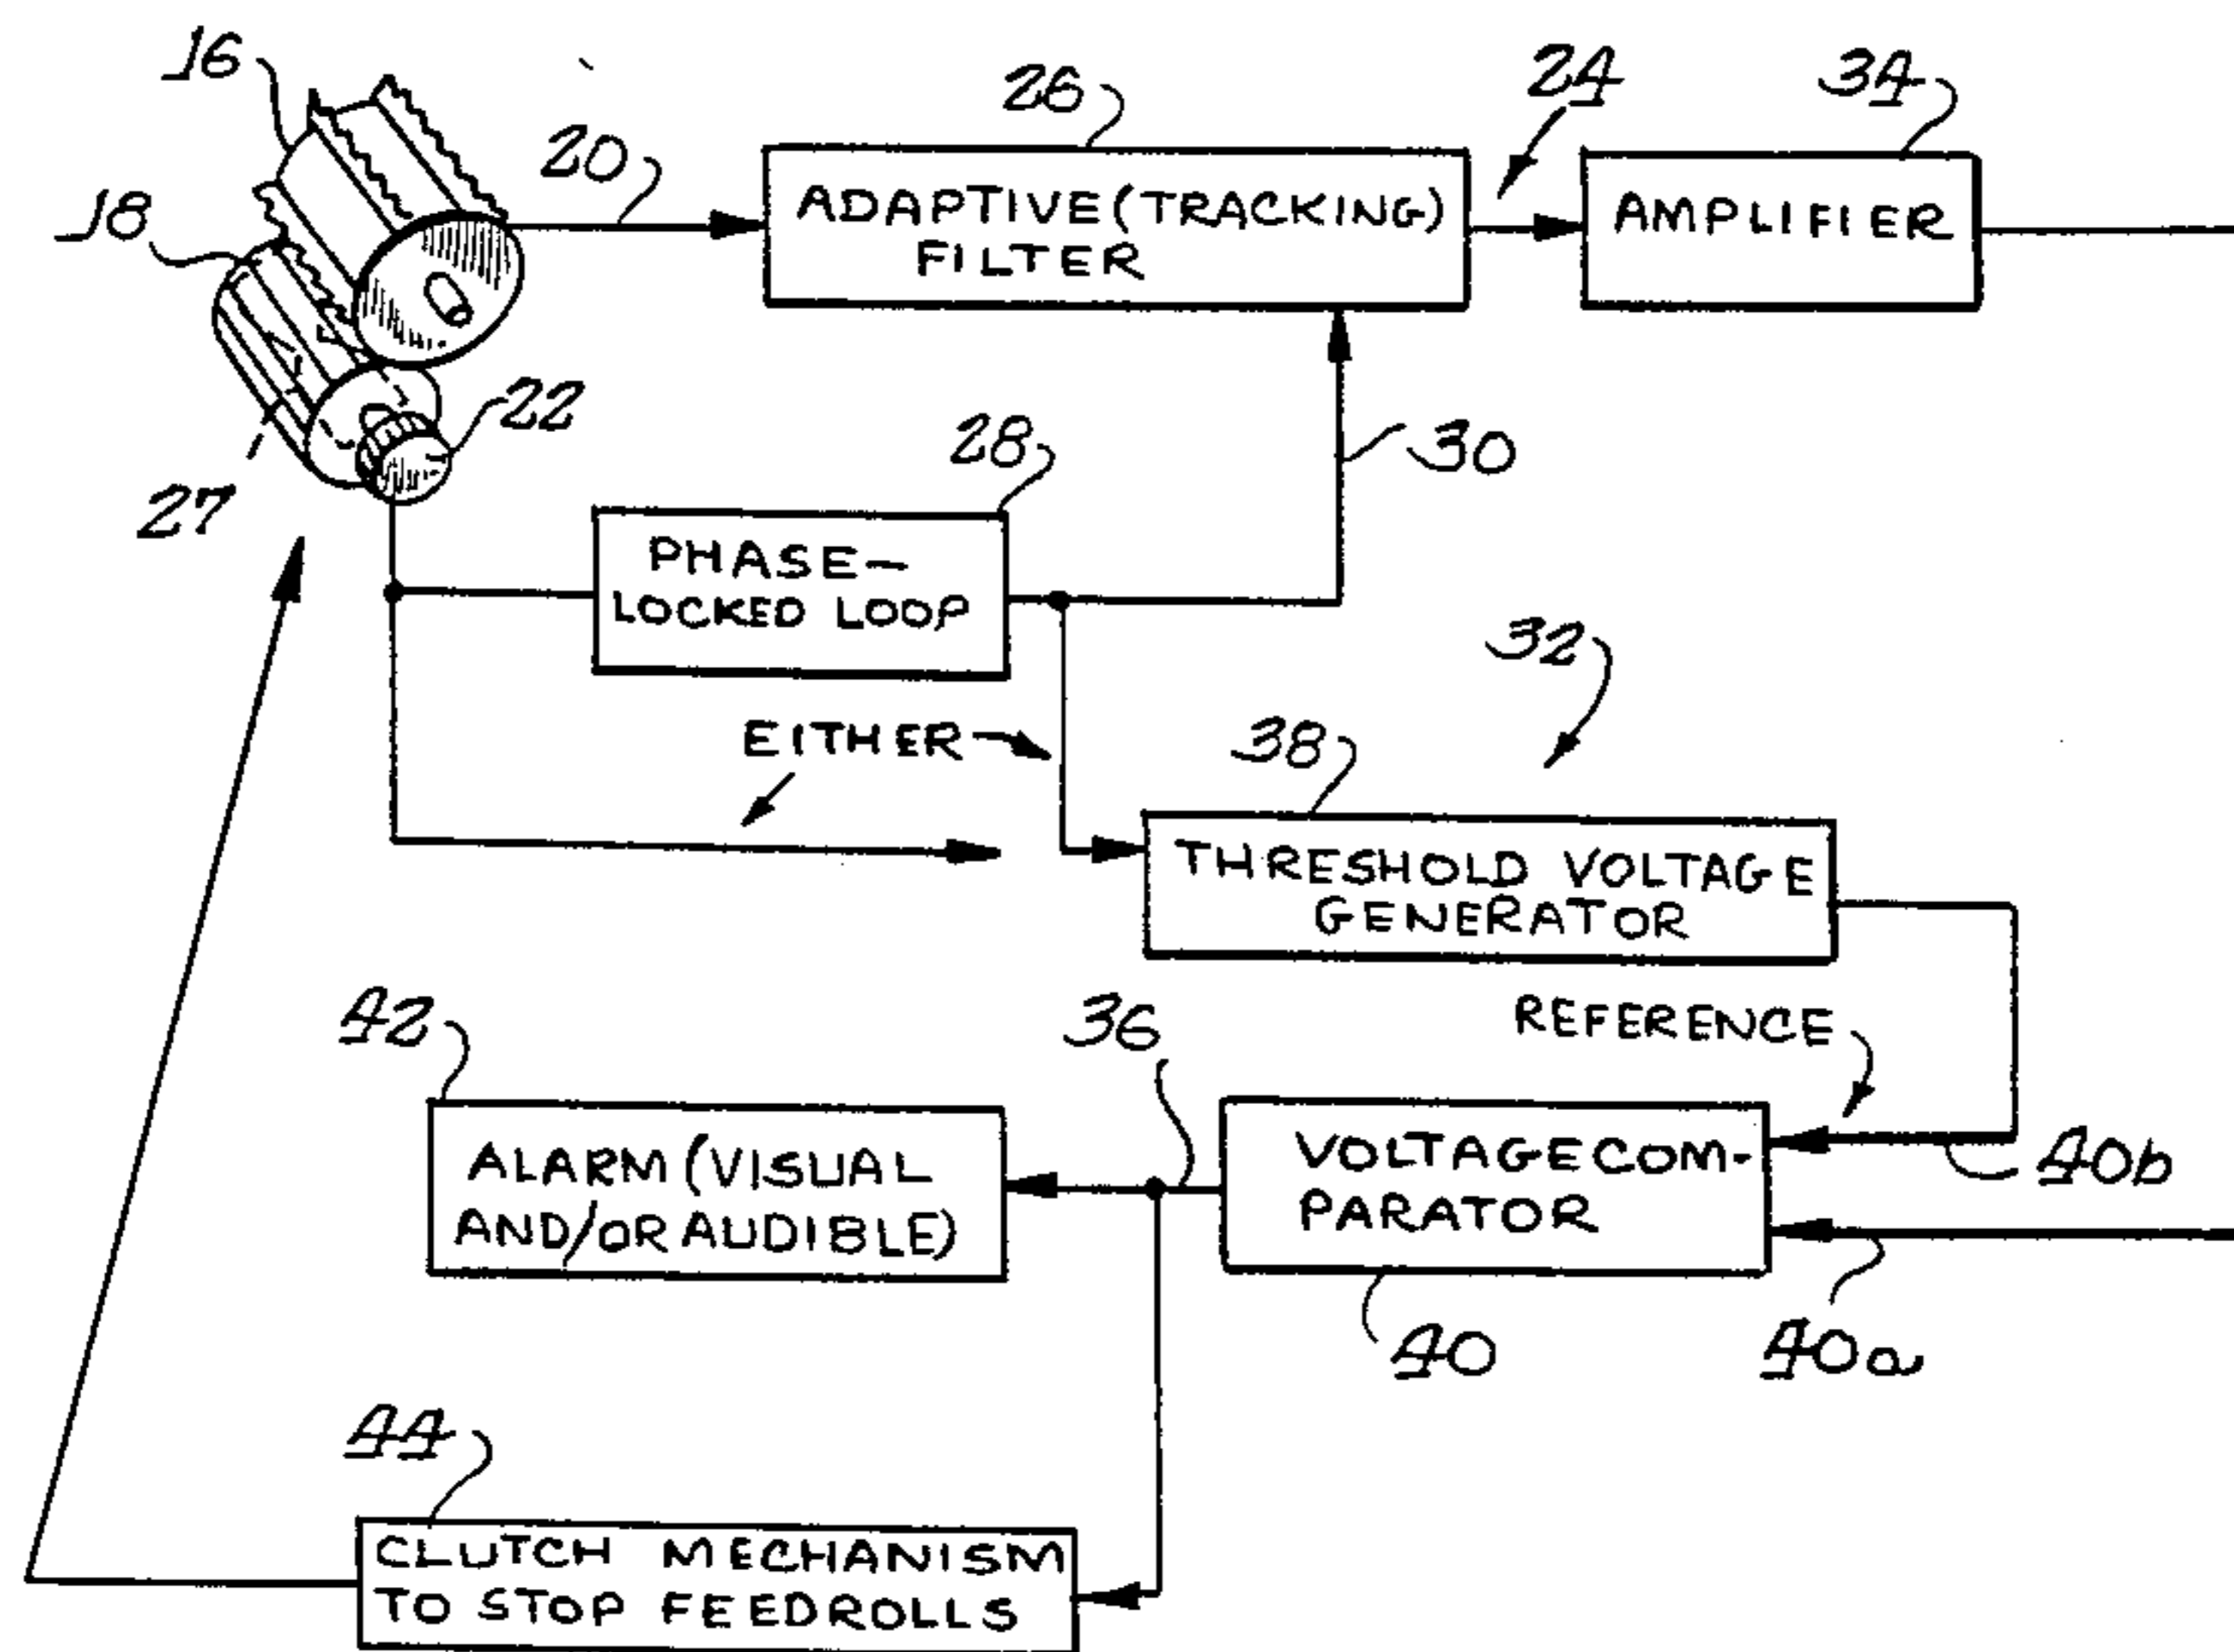 16
26
24
34
20
18
ADAPTIVE (TRACKING)
FILTER
AMPLIFIER
22
28
30
27
PHASE-
LOCKED LOOP
32
EITHER
38
THRESHOLD VOLTAGE
GENERATOR
42
36
REFERENCE
ALARM (VISUAL
AND/OR AUDIBLE)
VOLTAGE COM-
PARATOR
40b
40
40a
44
CLUTCH MECHANISM
TO STOP FEEDROLLS